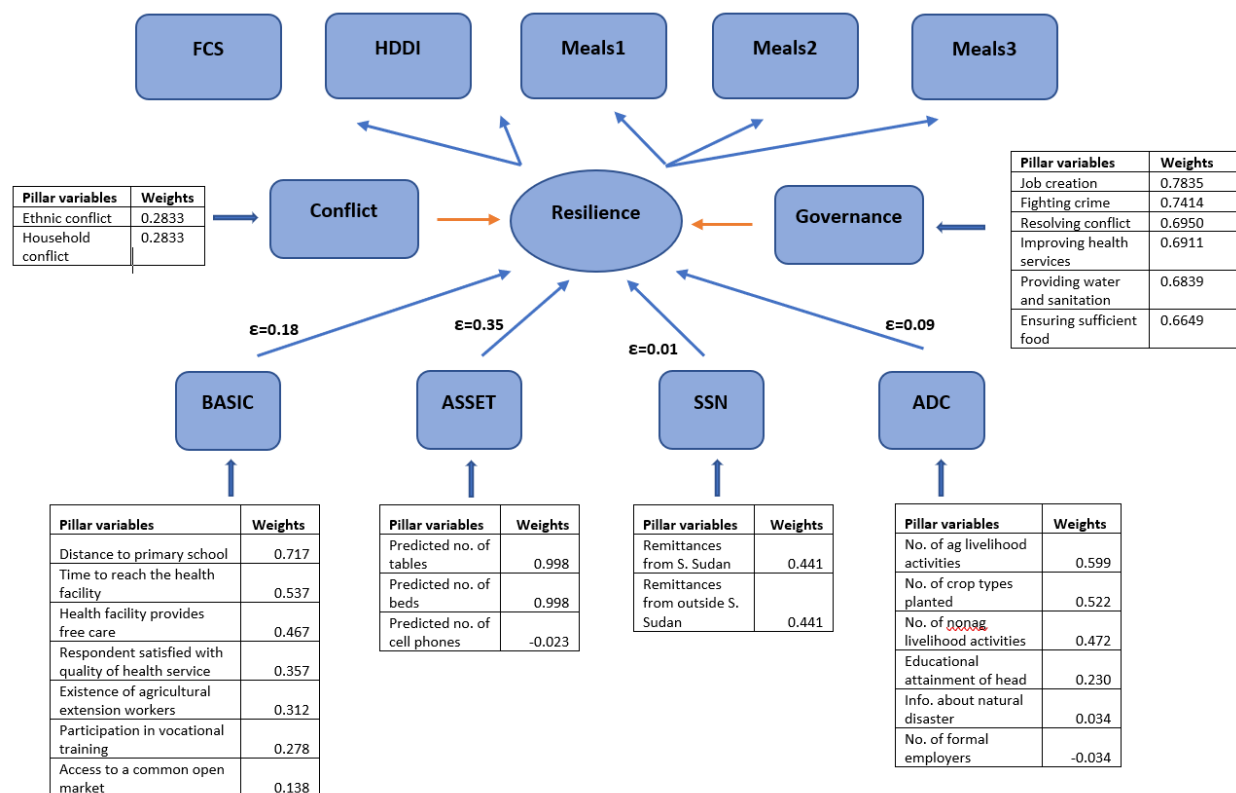 FCS
HDDI
Meals1
Meals2
Meals3
Pillar variables Weights
Ethnic conflict 0.2833
Household 0.2833
conflict
Conflict
Resilience
Governance
Pillar variables Weights
Job creation 0.7835
Fighting crime 0.7414
Resolving conflict 0.6950
Improving health 0.6911
services
Providing water 0.6839
and sanitation
Ensuring sufficient 0.6649
food
ε=0.18
ε=0.35
ε=0.01
ε=0.09
BASIC
ASSET
SSN
ADC
Pillar variables Weights
Distance to primary school 0.717
Time to reach the health
facility 0.537
Health facility provides
free care 0.467
Respondent satisfied with
quality of health service 0.357
Existence of agricultural
extension workers 0.312
Participation in vocational
training 0.278
Access to a common open
market 0.138
Pillar variables Weights
Predicted no. of
tables 0.998
Predicted no. of
beds 0.998
Predicted no. of
cell phones -0.023
Pillar variables Weights
Remittances
from S. Sudan 0.441
Remittances
from outside S.
Sudan 0.441
Pillar variables Weights
No. of ag livelihood
activities 0.599
No. of crop types
planted 0.522
No. of nonag
livelihood activities 0.472
Educational
attainment of head 0.230
Info. about natural
disaster 0.034
No. of formal
employers -0.034